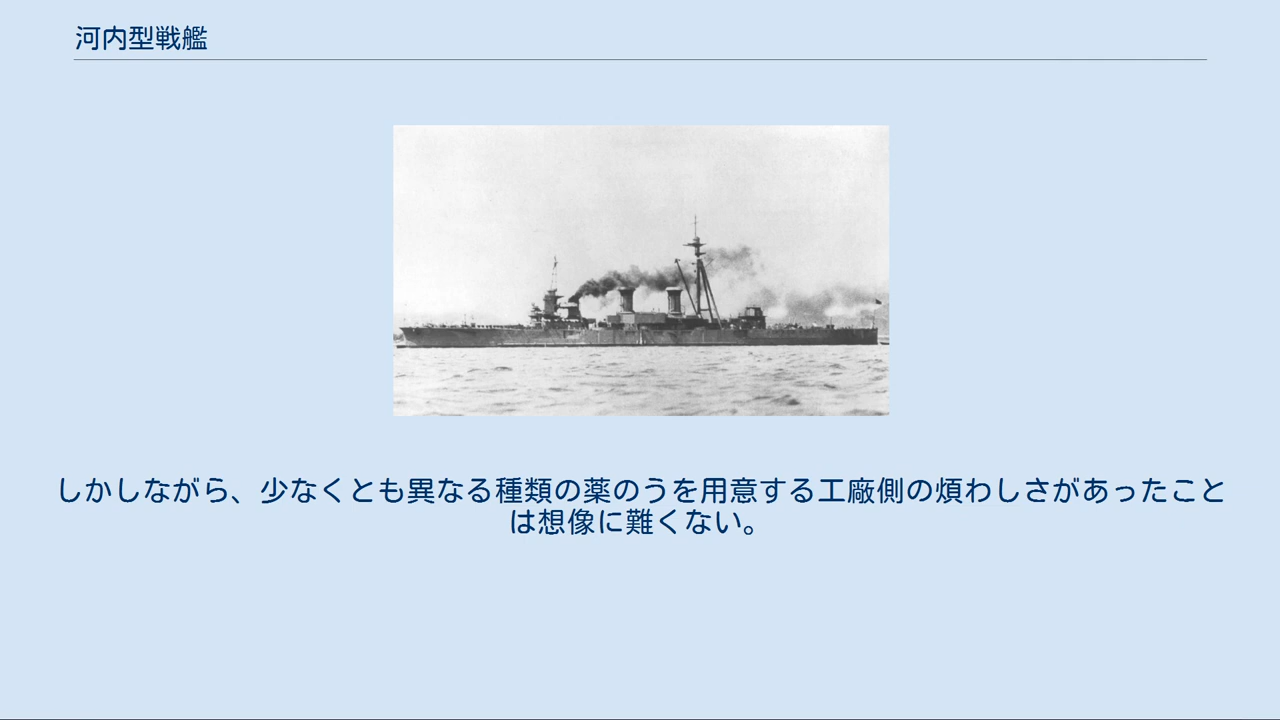 河内型戦艦
しかしながら、少なくとも異なる種類の薬のうを用意する工廠側の煩わしさがあったこと
は想像に難くない。